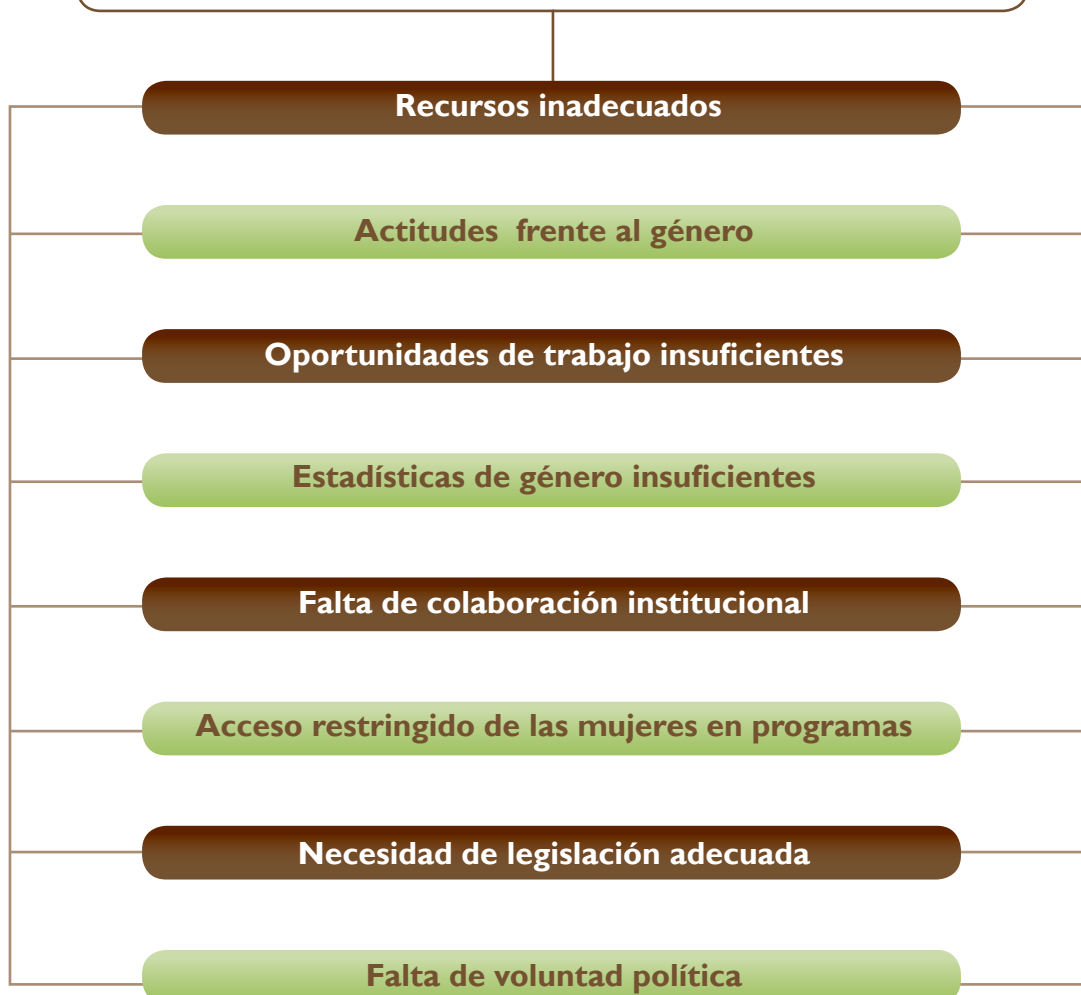 Recursos inadecuados
Actitudes frente al género
Oportunidades de trabajo insuficientes
Estadísticas de género insuficientes
Falta de colaboración institucional
Acceso restringido de las mujeres en programas
Necesidad de legislación adecuada
Falta de voluntad política